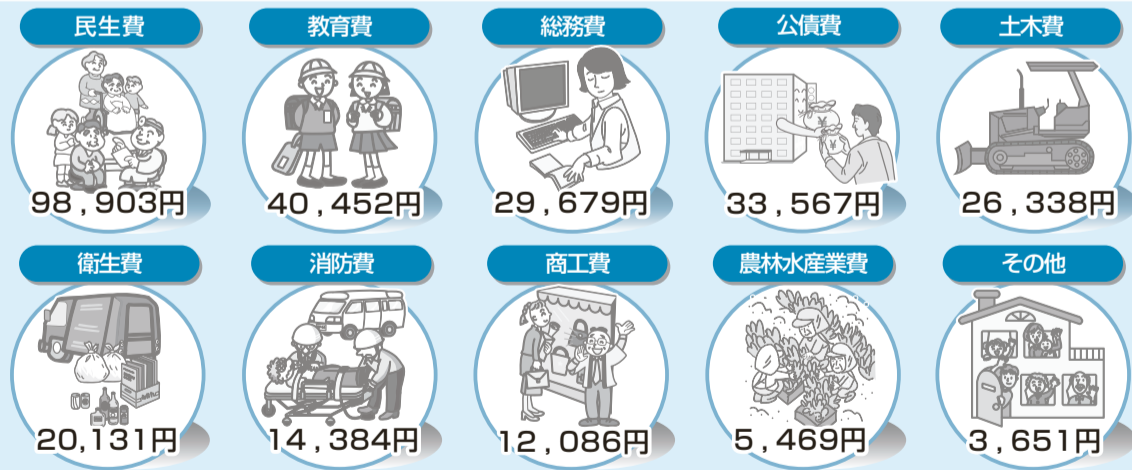 民生費
教育費
総務費
公債費
土木費
98,903円
40,452円
29,679円
33,567円
26,338円
衛生費
消防費
商工費
農林水産業費
その他
20,131円
14,384円
12,086円
5,469円
3,651円